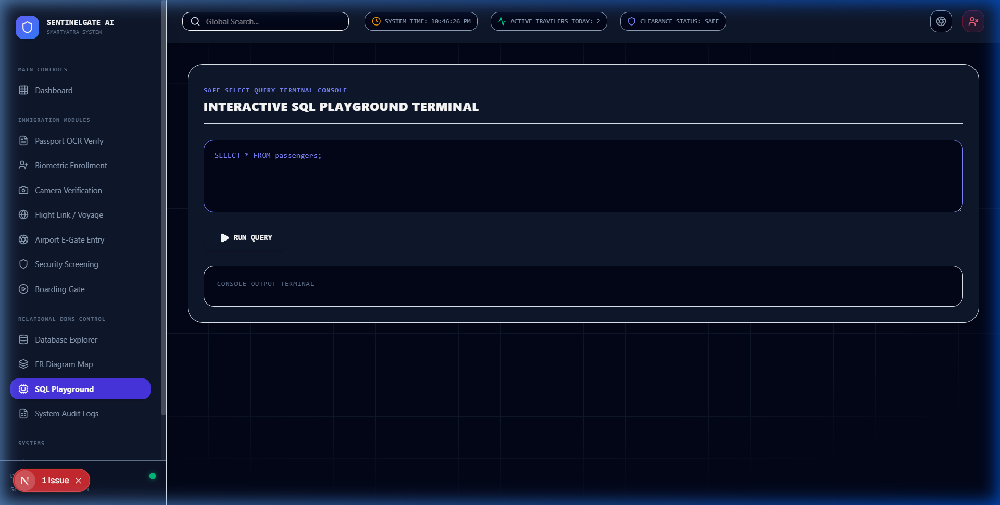 SENTINELGATE AI
SMARTYATRA SYSTEM
Global Search...
SYSTEM TIME: 10:46:26 PM
ACTIVE TRAVELERS TODAY: 2
CLEARANCE STATUS: SAFE
MAIN CONTROLS
Dashboard
IMMIGRATION MODULES
Passport OCR Verify
Biometric Enrollment
Camera Verification
Flight Link / Voyage
Airport E-Gate Entry
Security Screening
Boarding Gate
RELATIONAL DBMS CONTROL
Database Explorer
ER Diagram Map
SQL Playground
System Audit Logs
SYSTEMS
N 1 Issue
SAFE SELECT QUERY TERMINAL CONSOLE
INTERACTIVE SQL PLAYGROUND TERMINAL
SELECT * FROM passengers;
RUN QUERY
CONSOLE OUTPUT TERMINAL